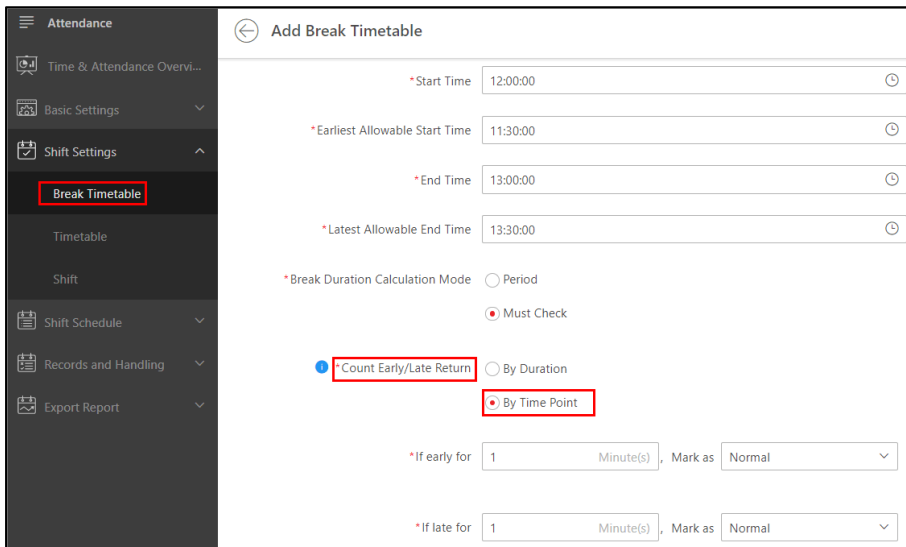 Attendance
Time & Attendance Overvi...
Basic Settings
Shift Settings
Break Timetable
Timetable
Shift
Shift Schedule
Records and Handling
Export Report
Add Break Timetable
*Start Time 12:00:00
*Earliest Allowable Start Time 11:30:00
*End Time 13:00:00
*Latest Allowable End Time 13:30:00
*Break Duration Calculation Mode Period
Must Check
i *Count Early/Late Return By Duration
By Time Point
*If early for 1 Minute(s) , Mark as Normal
*If late for 1 Minute(s) , Mark as Normal